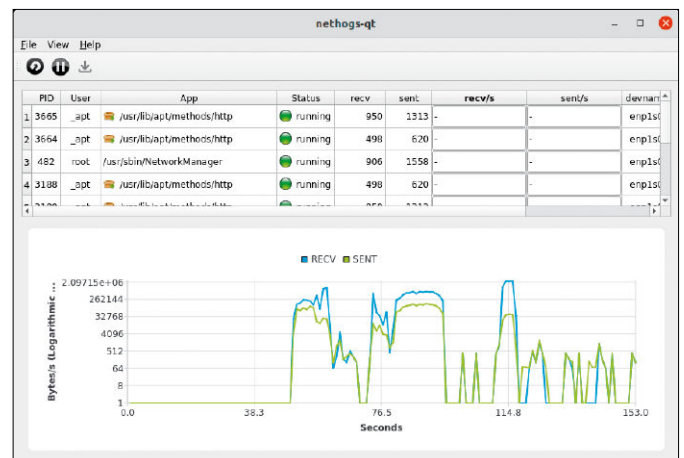 nethogs-qt
File View Help
PID User App Status recv sent recv/s sent/s devnam
1 3665 _apt /usr/lib/apt/methods/http running 950 1313 - - enp1s0
2 3664 _apt /usr/lib/apt/methods/http running 498 620 - - enp1s0
3 482 root /usr/sbin/NetworkManager running 906 1558 - - enp1s0
4 3188 _apt /usr/lib/apt/methods/http running 498 620 - - enp1s0
RECV SENT
Bytes/s (Logarithmic ...
2.09715e+06
262144
32768
4096
512
64
8
1
0.0 38.3 76.5 114.8 153.0
Seconds